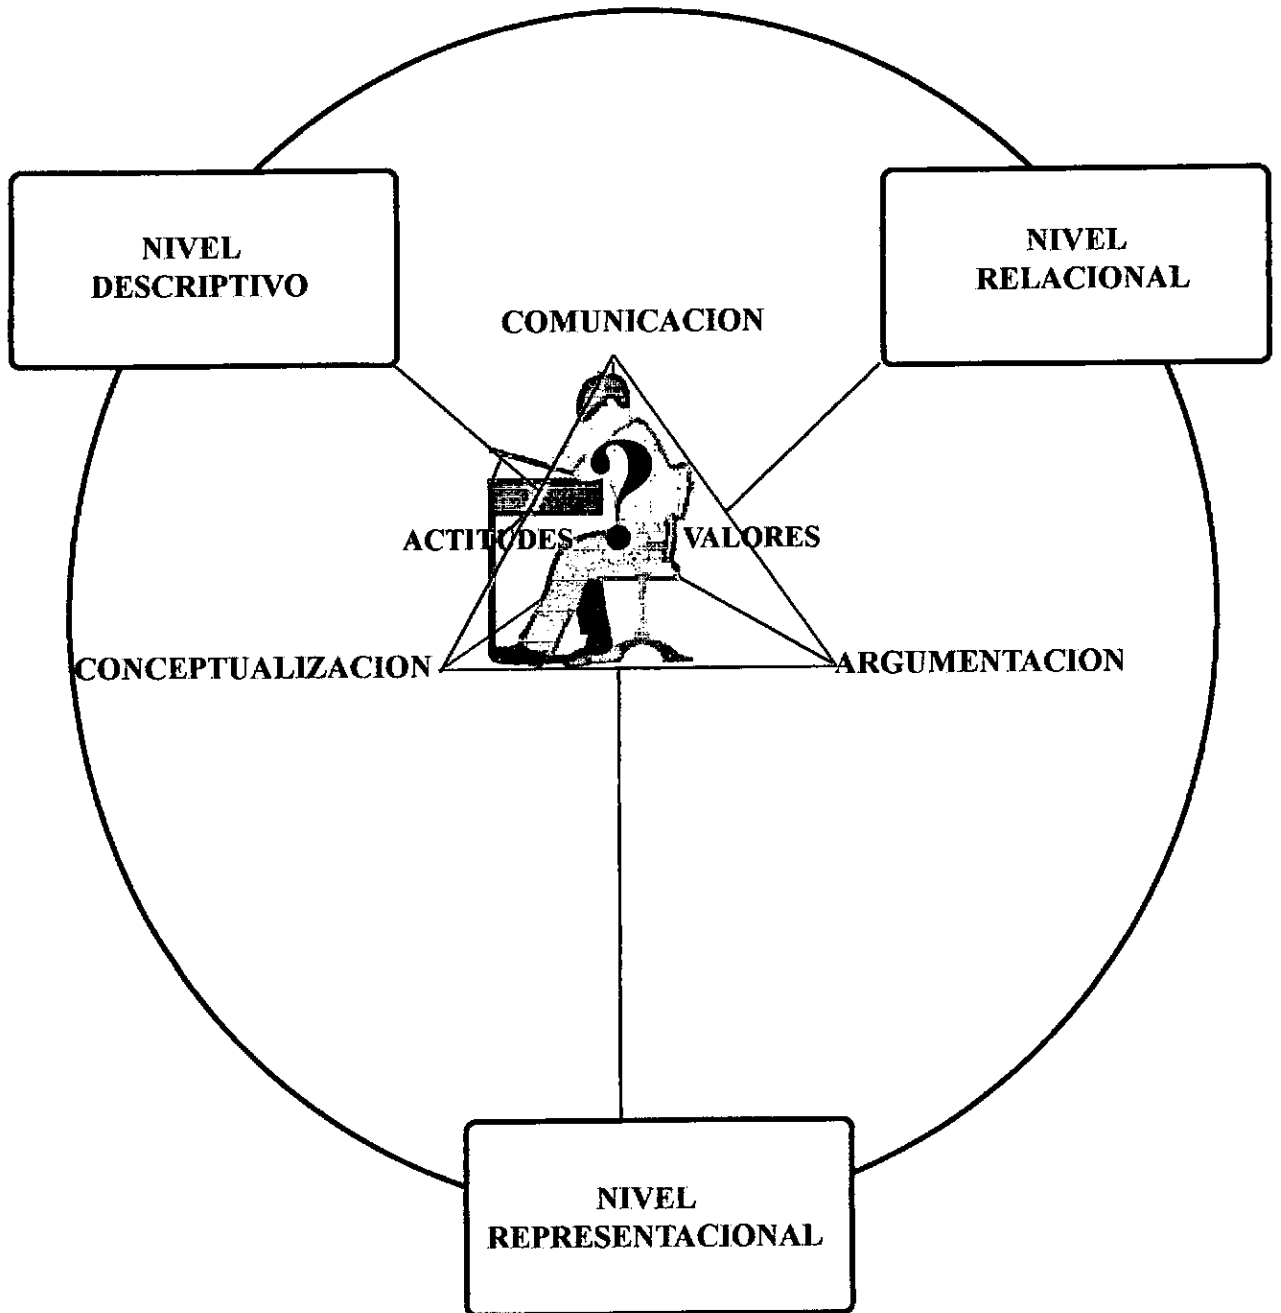 NIVEL
DESCRIPTIVO
NIVEL
RELACIONAL
COMUNICACION
?
ACTITUDES
VALORES
CONCEPTUALIZACION
ARGUMENTACION
NIVEL
REPRESENTACIONAL